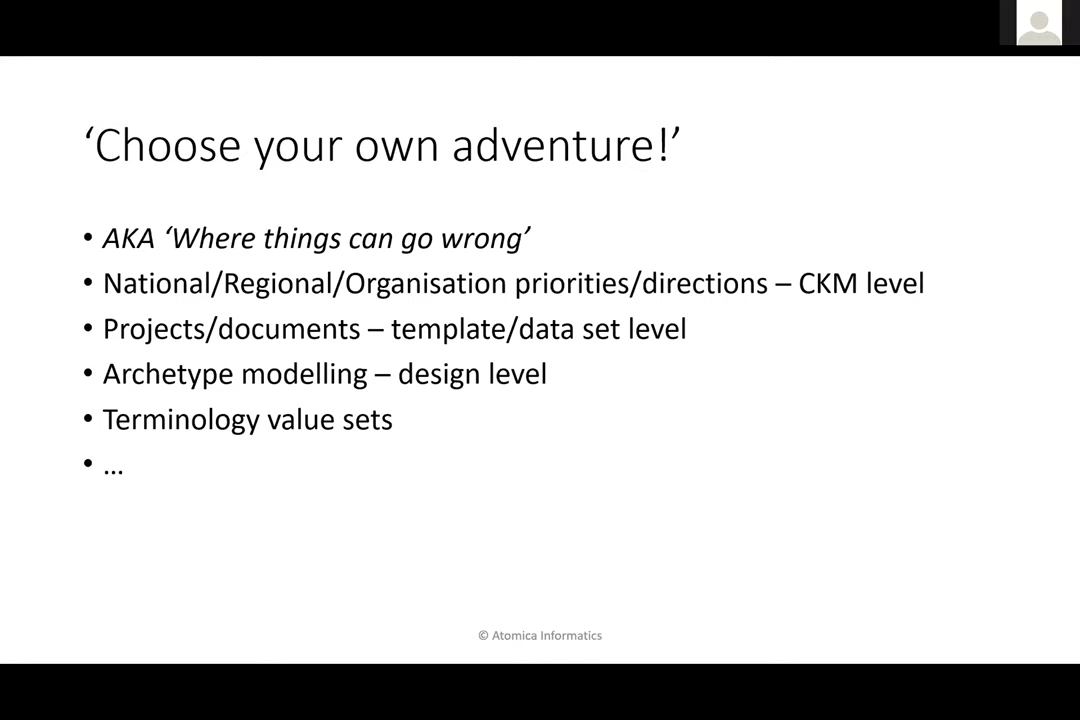 ‘Choose your own adventure!’
• AKA ‘Where things can go wrong’
• National/Regional/Organisation priorities/directions – CKM level
• Projects/documents – template/data set level
• Archetype modelling – design level
• Terminology value sets
• ...
© Atomica Informatics